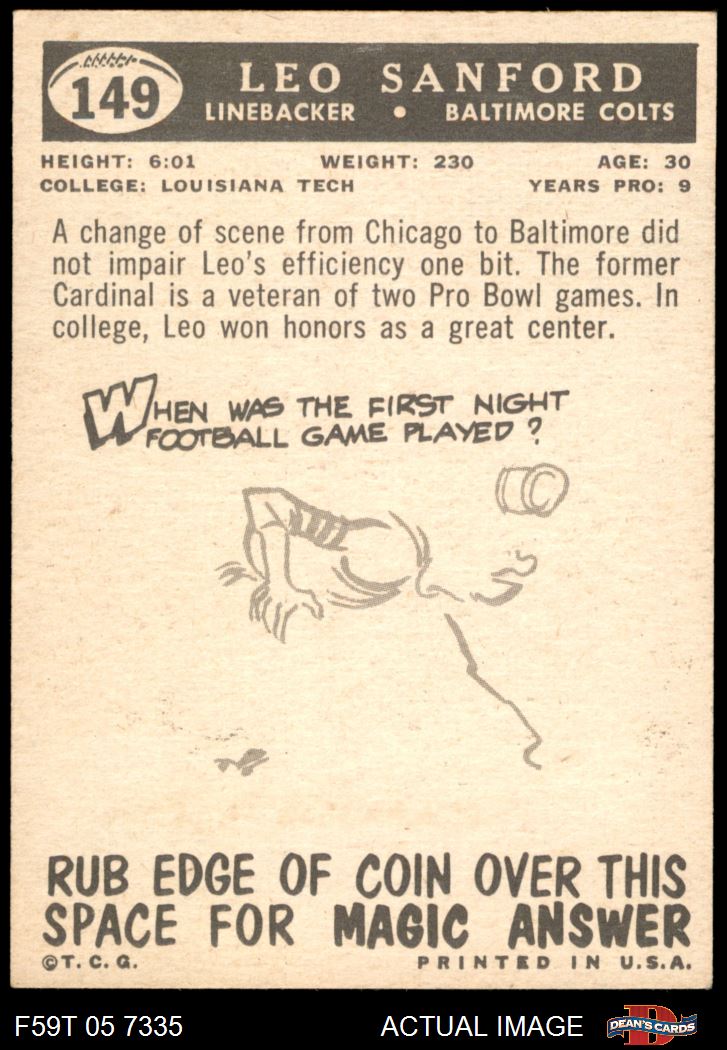 149
LEO SANFORD
LINEBACKER • BALTIMORE COLTS
HEIGHT: 6:01 WEIGHT: 230 AGE: 30
COLLEGE: LOUISIANA TECH YEARS PRO: 9
A change of scene from Chicago to Baltimore did
not impair Leo's efficiency one bit. The former
Cardinal is a veteran of two Pro Bowl games. In
college, Leo won honors as a great center.
WHEN WAS THE FIRST NIGHT
FOOTBALL GAME PLAYED?
RUB EDGE OF COIN OVER THIS
SPACE FOR MAGIC ANSWER
©T. C. G. PRINTED IN U.S.A.
F59T 05 7335 ACTUAL IMAGE D DEAN'S CARDS